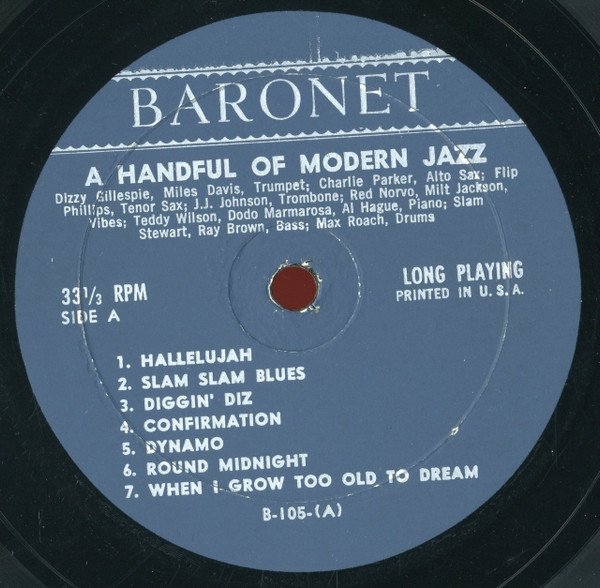 BARONET
A HANDFUL OF MODERN JAZZ
Dizzy Gillespie, Miles Davis, Trumpet; Charlie Parker, Alto Sax; Flip
Phillips, Tenor Sax; J.J. Johnson, Trombone; Red Norvo, Milt Jackson,
Vibes; Teddy Wilson, Dodo Marmarosa, Al Hague, Piano; Slam
Stewart, Ray Brown, Bass; Max Roach, Drums
33 1/3 RPM
SIDE A
LONG PLAYING
PRINTED IN U.S.A.
1. HALLELUJAH
2. SLAM SLAM BLUES
3. DIGGIN' DIZ
4. CONFIRMATION
5. DYNAMO
6. ROUND MIDNIGHT
7. WHEN I GROW TOO OLD TO DREAM
B-105-(A)